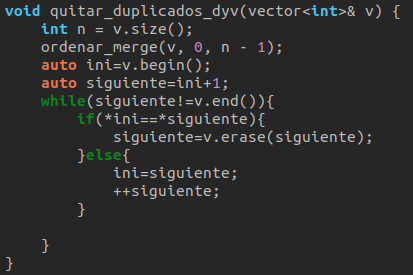 void quitar_duplicados_dyv(vector<int>& v) {
    int n = v.size();
    ordenar_merge(v, 0, n - 1);
    auto ini=v.begin();
    auto siguiente=ini+1;
    while(siguiente!=v.end()){
        if(*ini==*siguiente){
            siguiente=v.erase(siguiente);
        }else{
            ini=siguiente;
            ++siguiente;
        }

    }
}